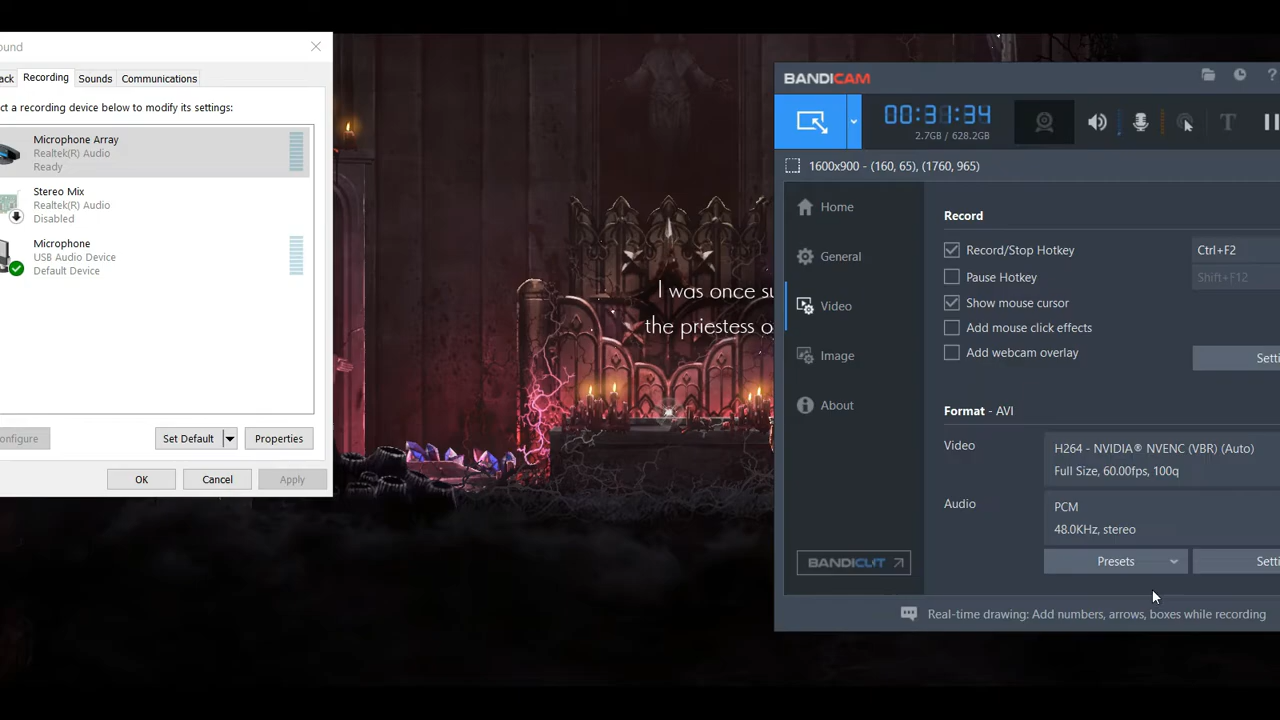 ound
ack Recording Sounds Communications
ct a recording device below to modify its settings:
Microphone Array
Realtek(R) Audio
Ready
Stereo Mix
Realtek(R) Audio
Disabled
Microphone
USB Audio Device
Default Device
onfigure Set Default Properties
OK Cancel Apply
I was once su
the priestess o
BANDICAM
00:31:34
2.7GB / 628.2GB
1600x900 - (160, 65), (1760, 965)
Home
General
Video
Image
About
BANDICUT
Record
Record/Stop Hotkey Ctrl+F2
Pause Hotkey Shift+F12
Show mouse cursor
Add mouse click effects
Add webcam overlay
Setti
Format - AVI
Video
H264 - NVIDIA® NVENC (VBR) (Auto)
Full Size, 60.00fps, 100q
Audio
PCM
48.0KHz, stereo
Presets Setti
Real-time drawing: Add numbers, arrows, boxes while recording